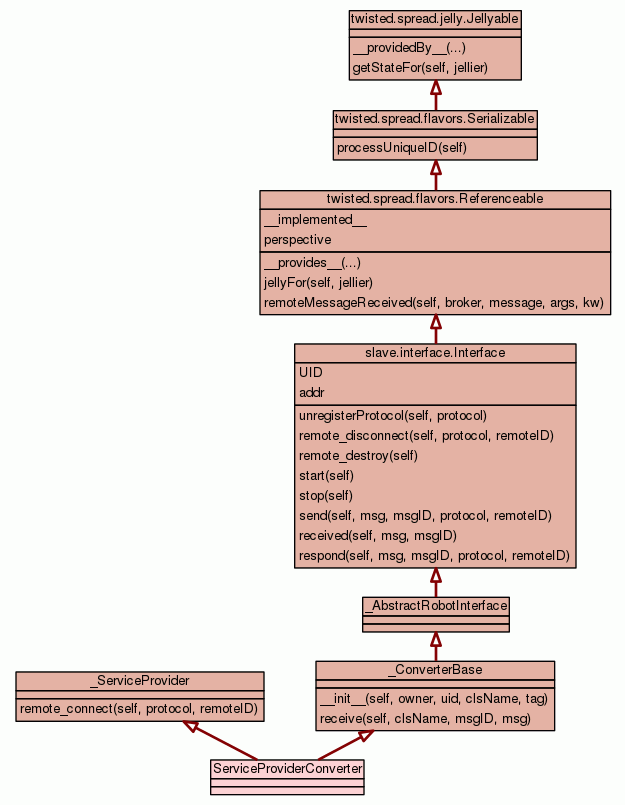 twisted.spread.jelly.Jellyable
__providedBy__(...)
getStateFor(self, jellier)
twisted.spread.flavors.Serializable
processUniqueID(self)
twisted.spread.flavors.Referenceable
__implemented__
perspective
__provides__(...)
jellyFor(self, jellier)
remoteMessageReceived(self, broker, message, args, kw)
slave.interface.Interface
UID
addr
unregisterProtocol(self, protocol)
remote_disconnect(self, protocol, remoteID)
remote_destroy(self)
start(self)
stop(self)
send(self, msg, msgID, protocol, remoteID)
received(self, msg, msgID)
respond(self, msg, msgID, protocol, remoteID)
_AbstractRobotInterface
_ConverterBase
__init__(self, owner, uid, clsName, tag)
receive(self, clsName, msgID, msg)
_ServiceProvider
remote_connect(self, protocol, remoteID)
ServiceProviderConverter